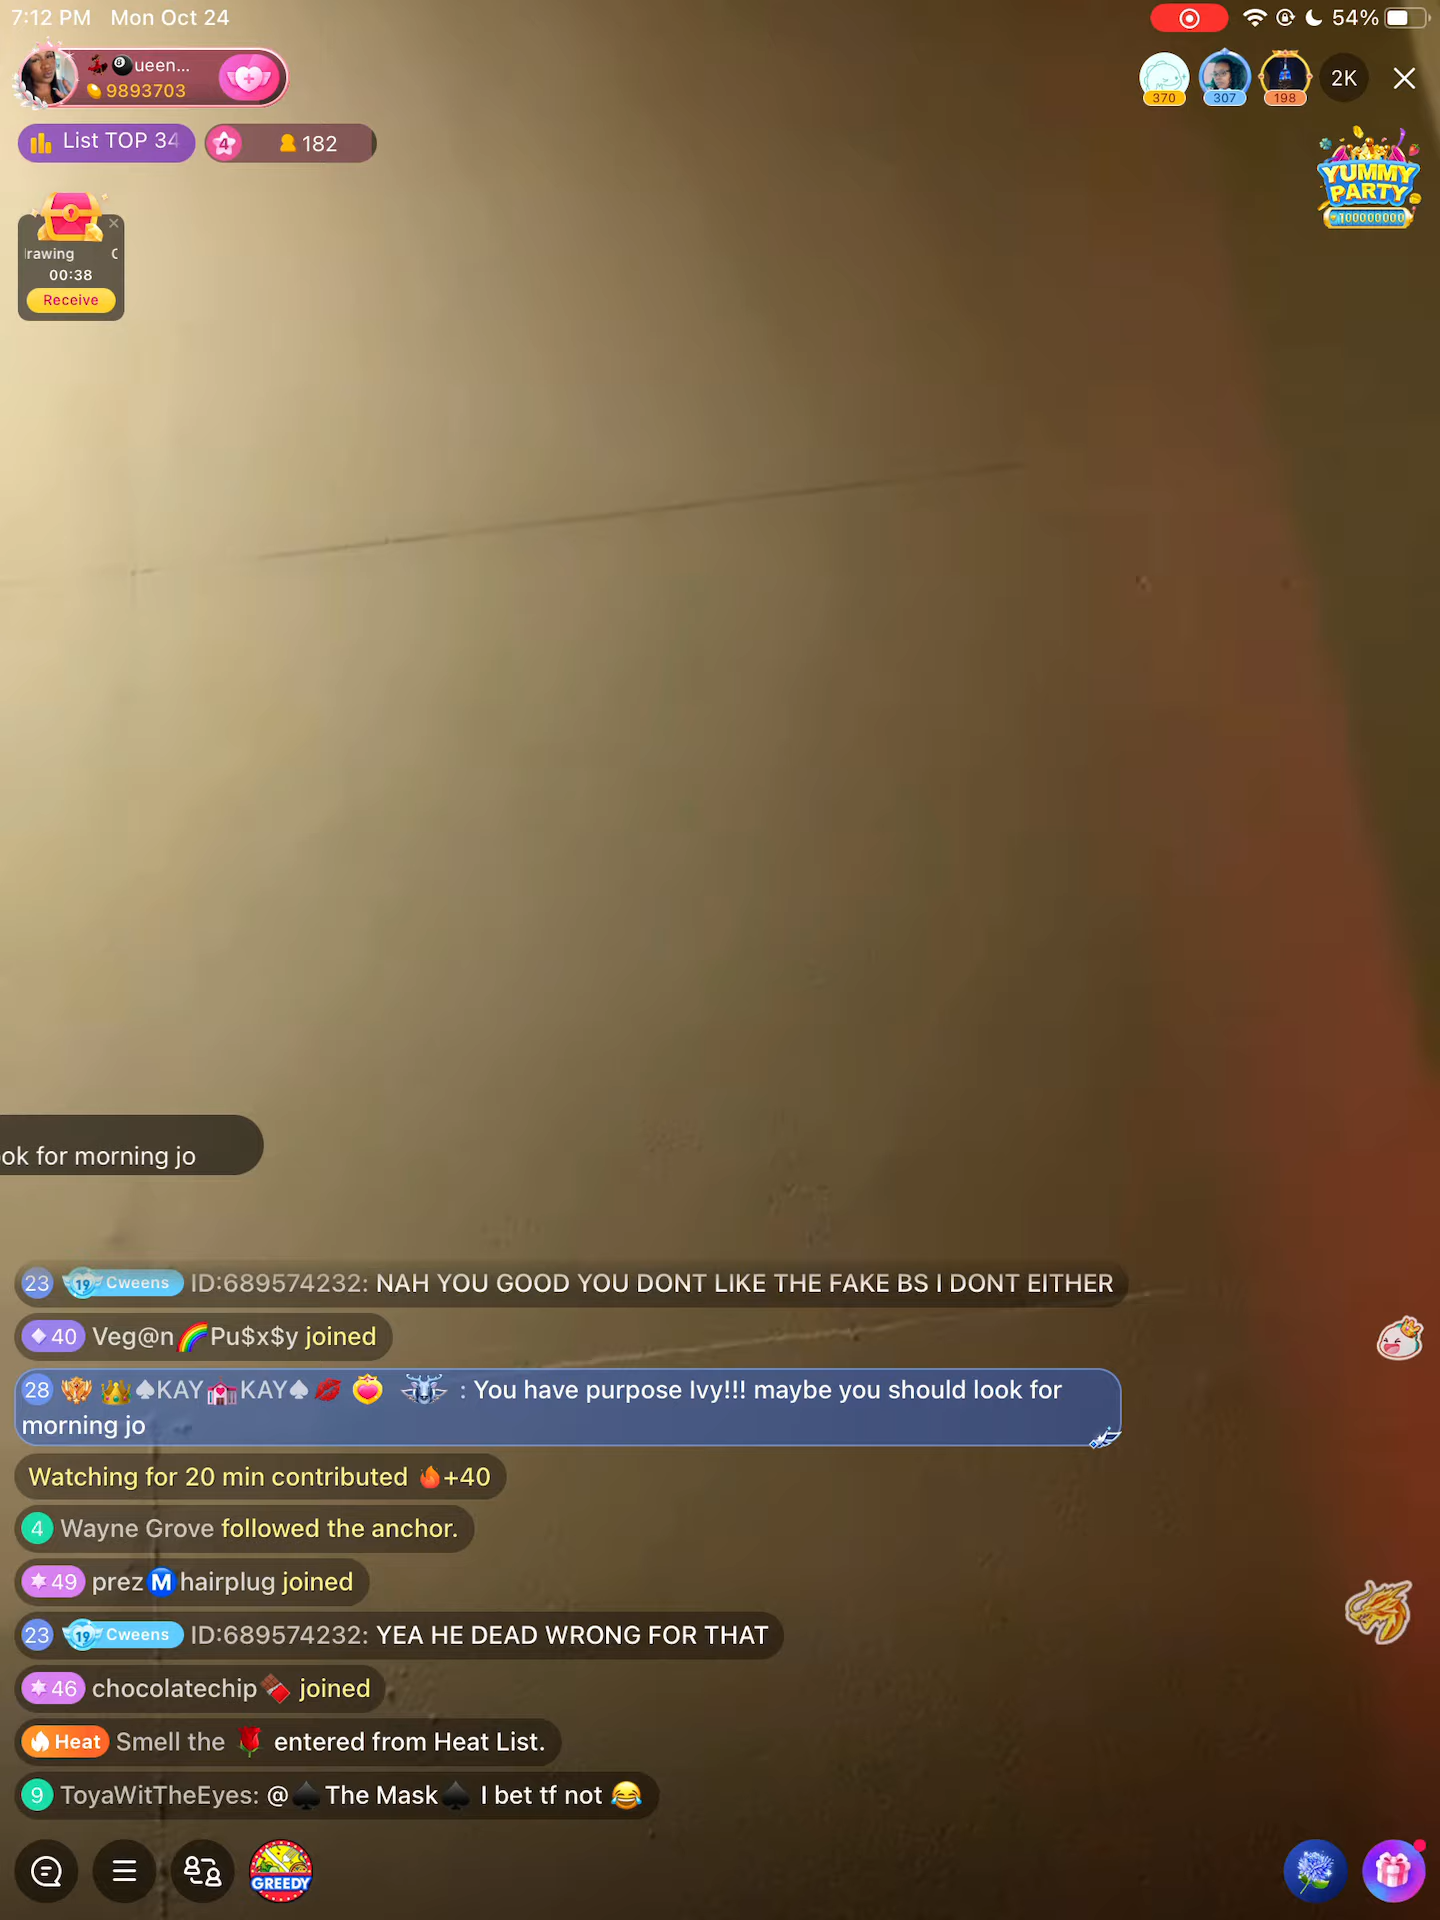 7:12 PM Mon Oct 24
54%
💃🎱ueen...
9893703
370
307
198
2K
List TOP 34
4
182
YUMMY
PARTY
100000000
rawing
00:38
Receive
ok for morning jo
23 19 Cweens ID:689574232: NAH YOU GOOD YOU DONT LIKE THE FAKE BS I DONT EITHER
40 Veg@n🌈Pu$x$y joined
28 👑♠KAY💒KAY♠💋 : You have purpose Ivy!!! maybe you should look for
morning jo
Watching for 20 min contributed 🔥+40
4 Wayne Grove followed the anchor.
49 prezⓂ️hairplug joined
23 19 Cweens ID:689574232: YEA HE DEAD WRONG FOR THAT
46 chocolatechip🍫 joined
Heat Smell the 🌹 entered from Heat List.
9 ToyaWitTheEyes: @♠The Mask♠ I bet tf not 😂
GREEDY